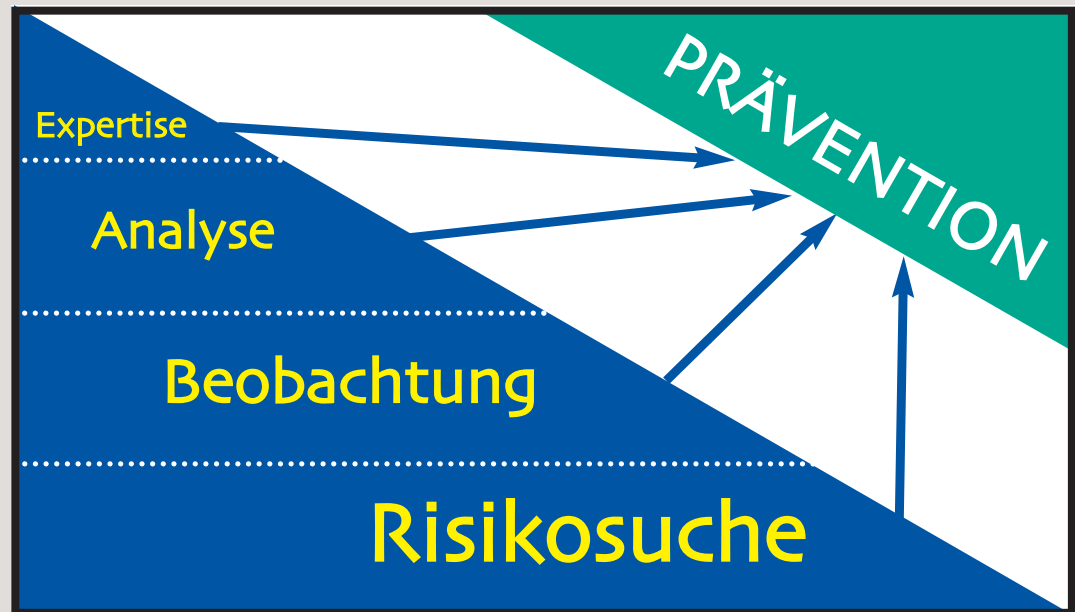 PRÄVENTION
Expertise
Analyse
Beobachtung
Risikosuche